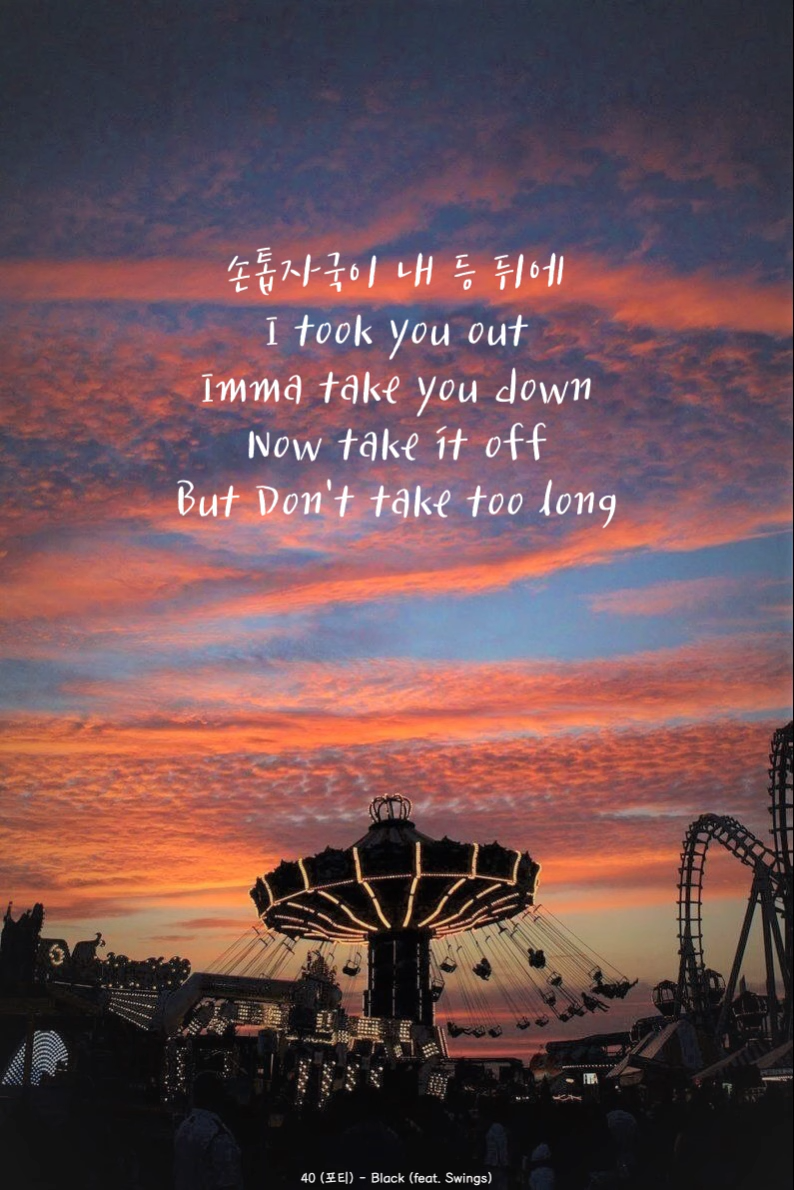 손톱자국이 내 등 뒤에
I took you out
Imma take you down
Now take it off
But Don't take too long
40 (포티) - Black (feat. Swings)